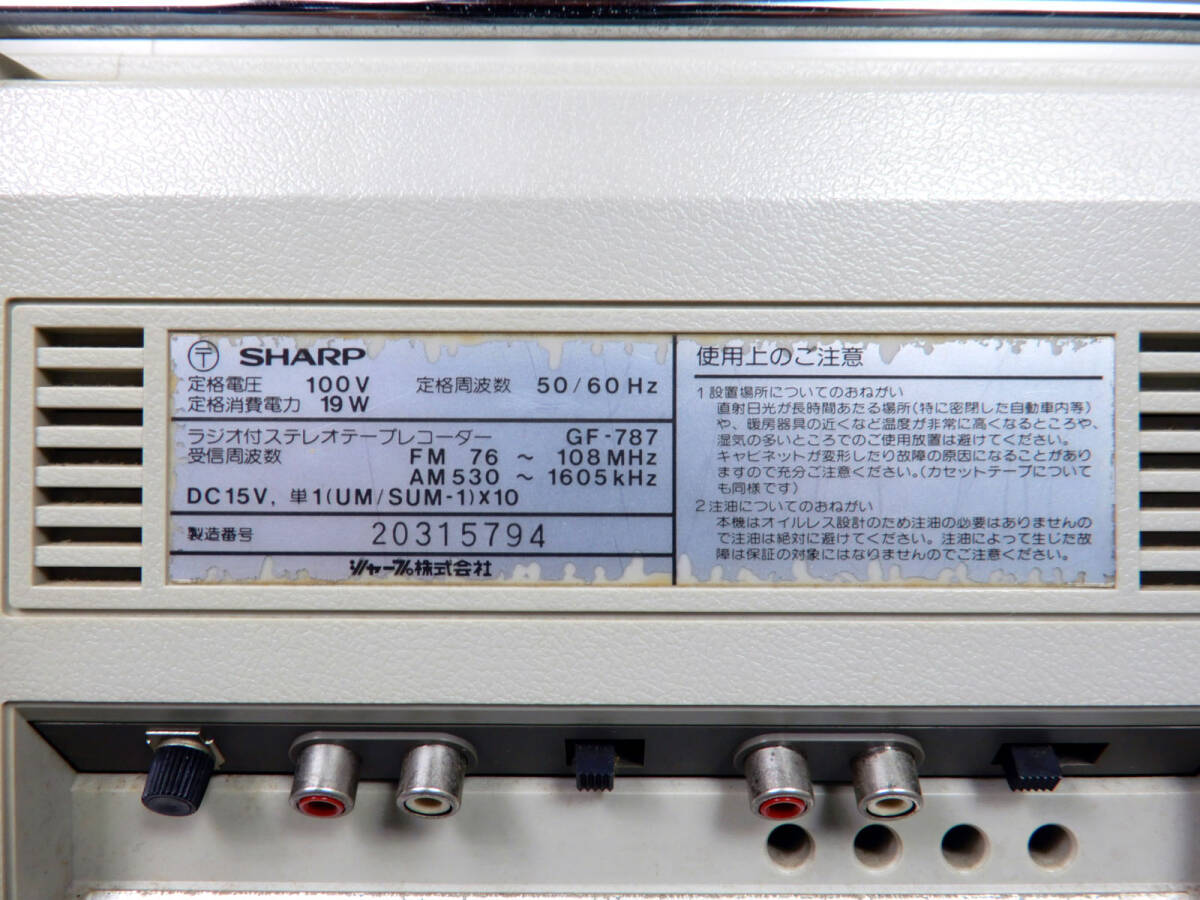 〒 SHARP
定格電圧 100V 定格周波数 50/60Hz
定格消費電力 19W
ラジオ付ステレオテープレコーダー GF-787
受信周波数 FM 76 ~ 108MHz
AM 530 ~ 1605kHz
DC15V, 単1(UM/SUM-1)×10
製造番号 20315794
シャープ株式会社
使用上のご注意
1 設置場所についてのおねがい
直射日光が長時間あたる場所(特に密閉した自動車内等)
や、暖房器具の近くなど温度が非常に高くなるところや、
湿気の多いところでのご使用放置は避けてください。
キャビネットが変形したり故障の原因になることがあり
ますので充分ご注意ください。(カセットテープについて
も同様です)
2 注油についてのおねがい
本機はオイルレス設計のため注油の必要はありませんの
で注油は絶対に避けてください。注油によって生じた故
障は保証の対象にはなりませんのでご注意ください。